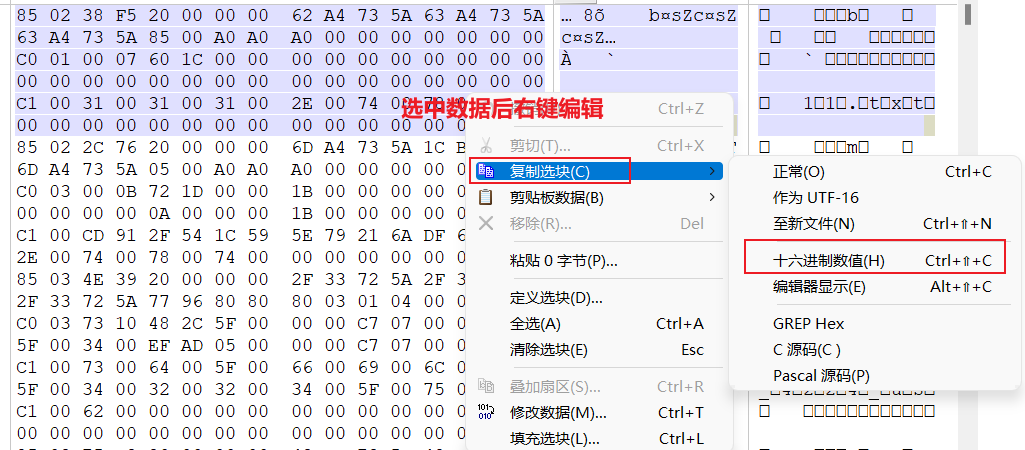 85 02 38 F5 20 00 00 00 62 A4 73 5A 63 A4 73 5A … 8õ b¤sZc¤sZ
63 A4 73 5A 85 00 A0 A0 A0 00 00 00 00 00 00 00 c¤sZ…
C0 01 00 07 60 1C 00 00 00 00 00 00 00 00 00 00 À `
00 00 00 00 00 00 00 00 00 00 00 00 00 00 00 00
C1 00 31 00 31 00 31 00 2E 00 74 00 11.txt
选中数据后右键编辑
Ctrl+Z
00 00 00 00 00 00 00 00 00 00 00 00
85 02 2C 76 20 00 00 00 6D A4 73 5A 1C
剪切(T)... Ctrl+X
6D A4 73 5A 05 00 A0 A0 A0 00 00 00 00
复制选块(C)
正常(O) Ctrl+C
C0 03 00 0B 72 1D 00 00 1B 00 00 00 00
剪贴板数据(B)
作为 UTF-16
00 00 00 00 0A 00 00 00 1B 00 00 00 00
移除(R)... Del
至新文件(N) Ctrl+⇧+N
C1 00 CD 91 2F 54 1C 59 5E 79 21 6A DF
2E 00 74 00 78 00 74 00 00 00 00 00 00
粘贴 0 字节(P)...
十六进制数值(H) Ctrl+⇧+C
85 03 4E 39 20 00 00 00 2F 33 72 5A 2F
编辑器显示(E) Alt+⇧+C
2F 33 72 5A 77 96 80 80 80 03 01 04 00
定义选块(D)...
C0 03 73 10 48 2C 5F 00 00 00 C7 07 00
全选(A) Ctrl+A
GREP Hex
5F 00 34 00 EF AD 05 00 00 00 C7 07 00
清除选块(E) Esc
C 源码(C )
C1 00 73 00 64 00 5F 00 66 00 69 00 6C
Pascal 源码(P)
5F 00 34 00 32 00 32 00 34 00 5F 00 75
叠加扇区(S)... Ctrl+R
C1 00 62 00 00 00 00 00 00 00 00 00 00
修改数据(M)... Ctrl+T
00 00 00 00 00 00 00 00 00 00 00 00 00
填充选块(L)... Ctrl+L